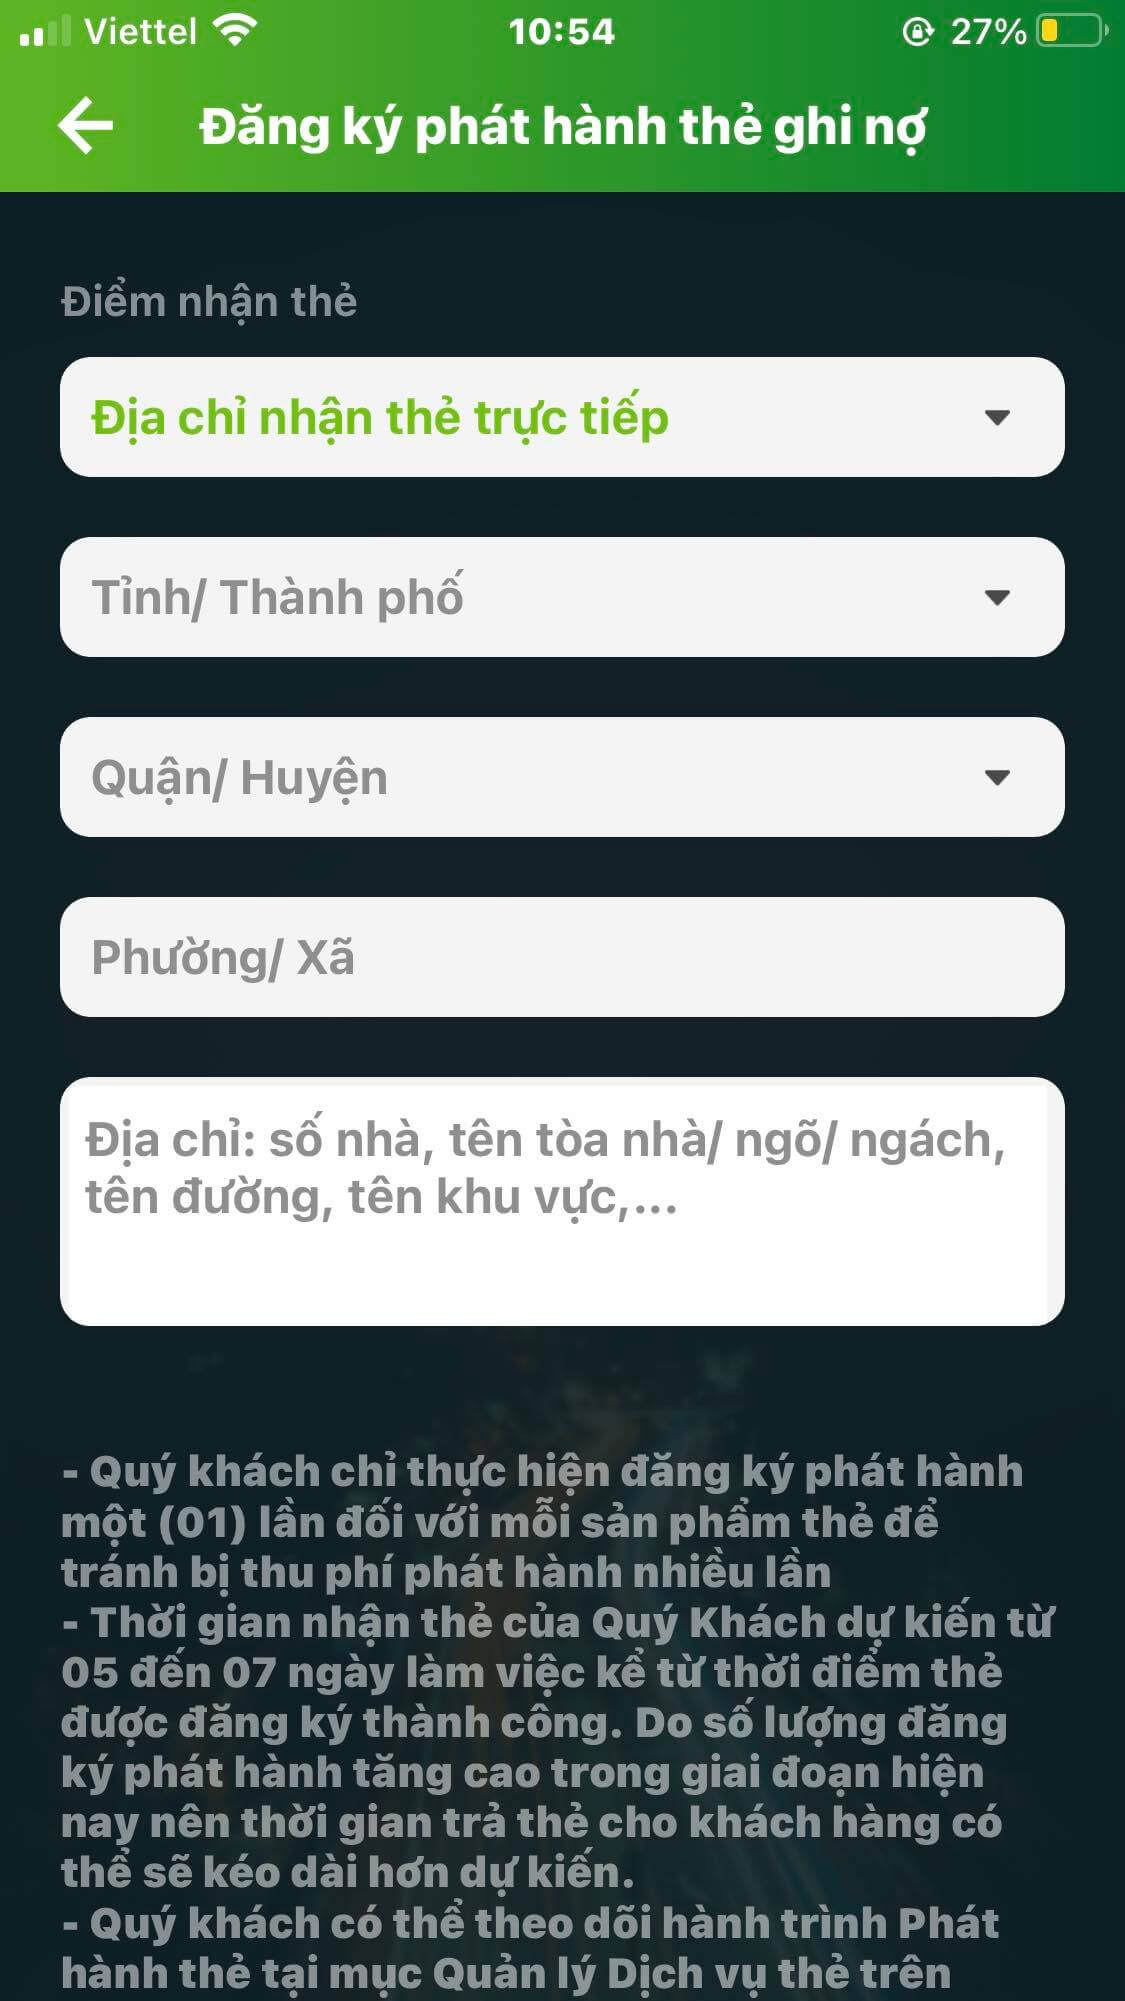 Viettel 10:54 27%
Đăng ký phát hành thẻ ghi nợ
Điểm nhận thẻ
Địa chỉ nhận thẻ trực tiếp
Tỉnh/ Thành phố
Quận/ Huyện
Phường/ Xã
Địa chỉ: số nhà, tên tòa nhà/ ngõ/ ngách,
tên đường, tên khu vực,...
- Quý khách chỉ thực hiện đăng ký phát hành
một (01) lần đối với mỗi sản phẩm thẻ để
tránh bị thu phí phát hành nhiều lần
- Thời gian nhận thẻ của Quý Khách dự kiến từ
05 đến 07 ngày làm việc kể từ thời điểm thẻ
được đăng ký thành công. Do số lượng đăng
ký phát hành tăng cao trong giai đoạn hiện
nay nên thời gian trả thẻ cho khách hàng có
thể sẽ kéo dài hơn dự kiến.
- Quý khách có thể theo dõi hành trình Phát
hành thẻ tại mục Quản lý Dịch vụ thẻ trên